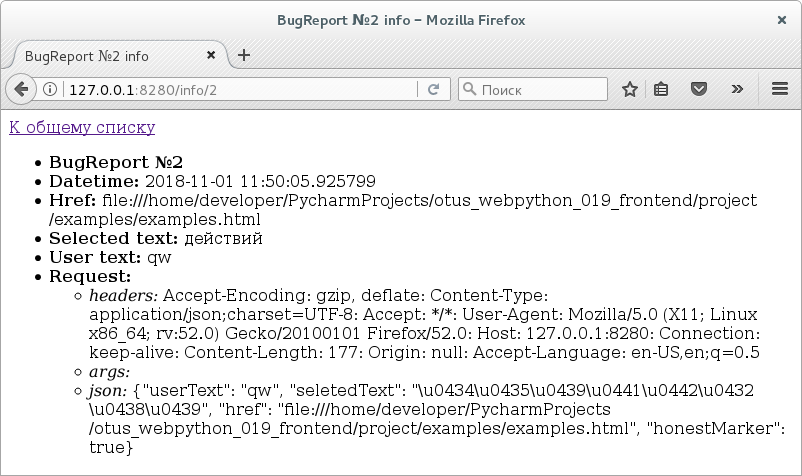 BugReport №2 info – Mozilla Firefox
BugReport №2 info
127.0.0.1:8280/info/2
Поиск
К общему списку
BugReport №2
Datetime: 2018-11-01 11:50:05.925799
Href: file:///home/developer/PycharmProjects/otus_webpython_019_frontend/project
/examples/examples.html
Selected text: действий
User text: qw
Request:
headers: Accept-Encoding: gzip, deflate: Content-Type:
application/json;charset=UTF-8: Accept: */*: User-Agent: Mozilla/5.0 (X11; Linux
x86_64; rv:52.0) Gecko/20100101 Firefox/52.0: Host: 127.0.0.1:8280: Connection:
keep-alive: Content-Length: 177: Origin: null: Accept-Language: en-US,en;q=0.5
args:
json: {"userText": "qw", "seletedText": "\u0434\u0435\u0439\u0441\u0442\u0432
\u0438\u0439", "href": "file:///home/developer/PycharmProjects
/otus_webpython_019_frontend/project/examples/examples.html", "honestMarker":
true}